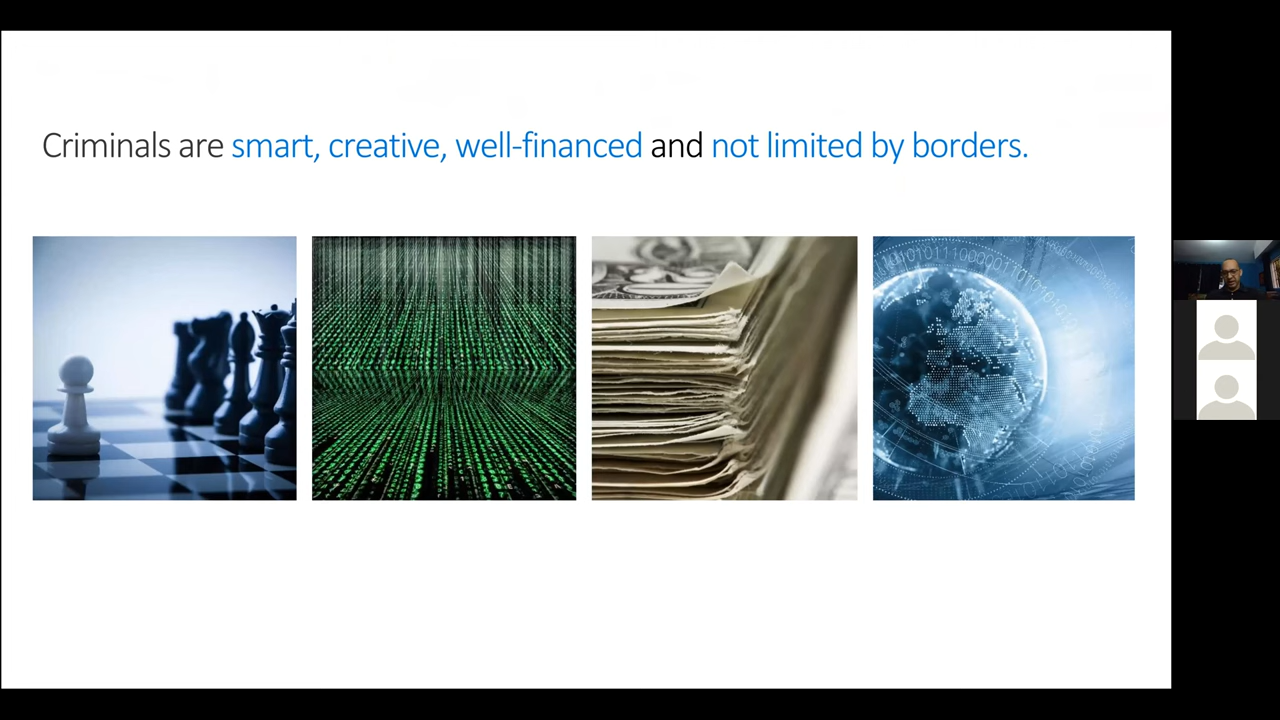 Criminals are smart, creative, well-financed and not limited by borders.